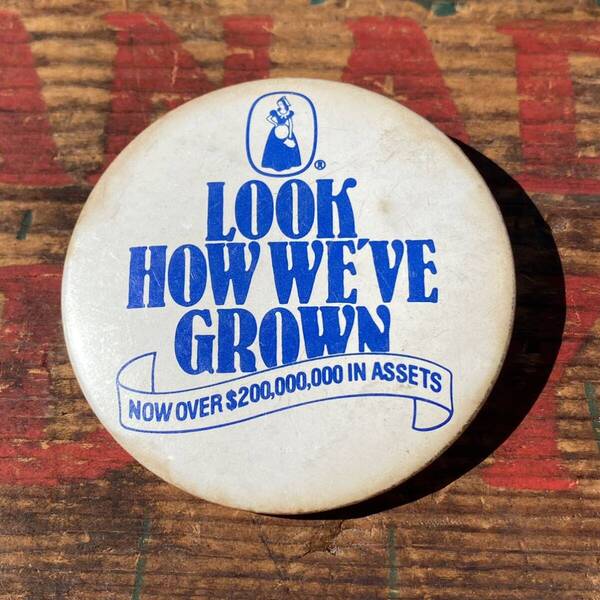 ®
LOOK
HOW WE'VE
GROWN
NOW OVER $200,000,000 IN ASSETS